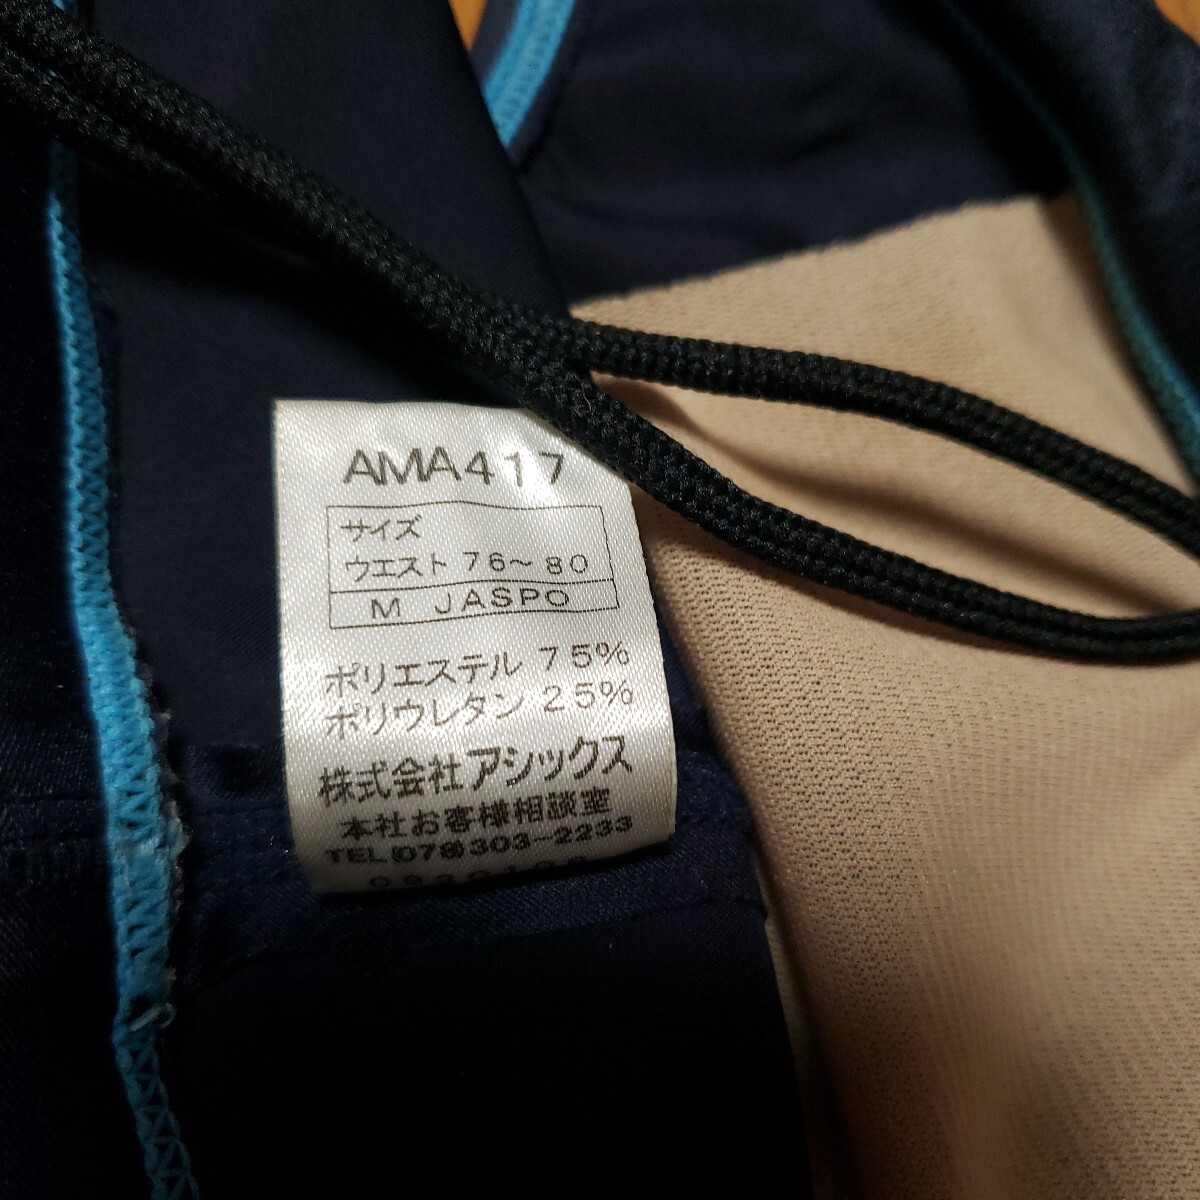 AMA417
サイズ
ウエスト 76～80
M JASPO
ポリエステル 75%
ポリウレタン 25%
株式会社アシックス
本社お客様相談室
TEL(078)303-2233